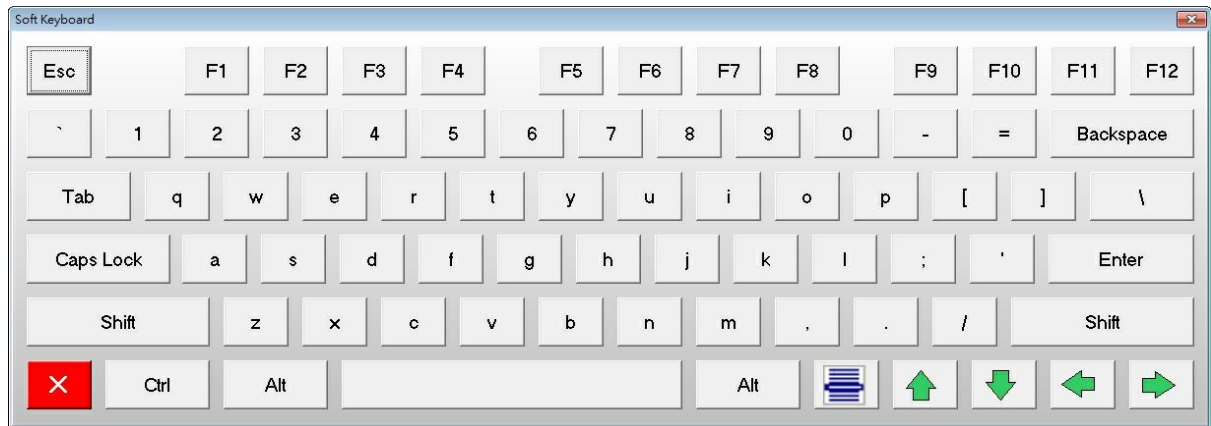 Soft Keyboard
Esc F1 F2 F3 F4 F5 F6 F7 F8 F9 F10 F11 F12
` 1 2 3 4 5 6 7 8 9 0 - = Backspace
Tab q w e r t y u i o p [ ] \
Caps Lock a s d f g h j k l ; ' Enter
Shift z x c v b n m , . / Shift
Ctrl Alt Alt